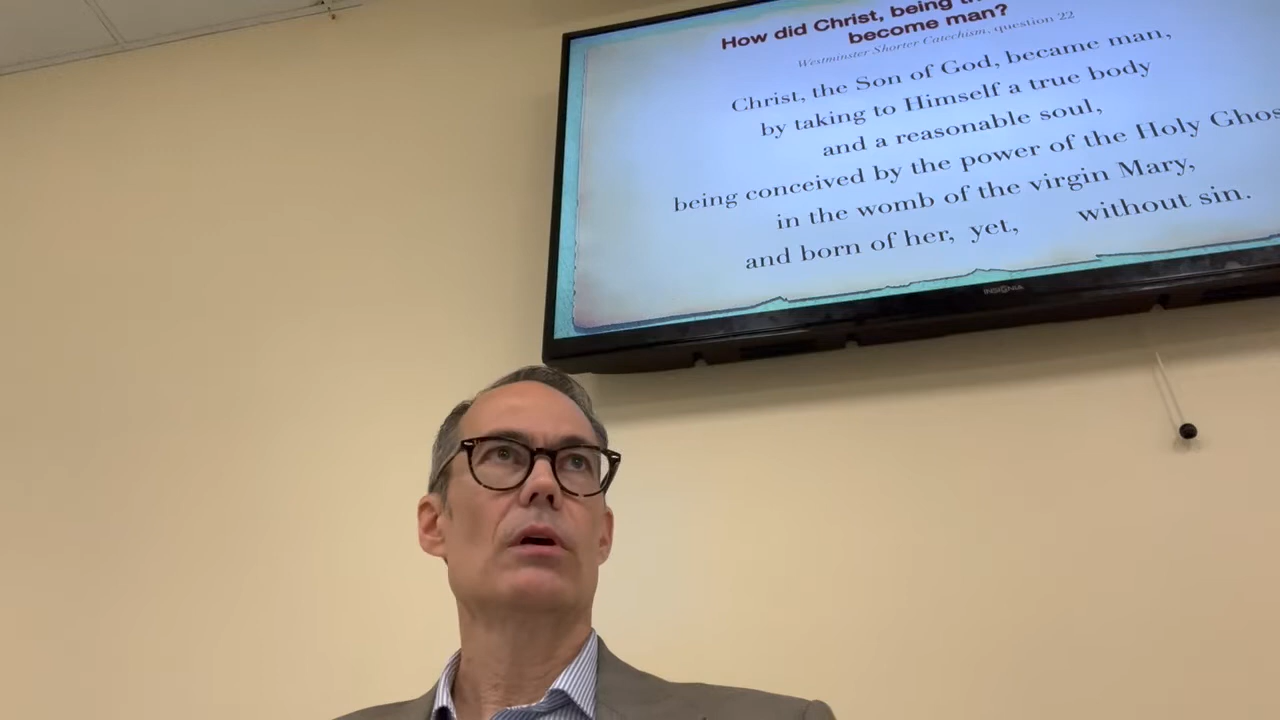 How did Christ, being th
become man?
Westminster Shorter Catechism, question 22
Christ, the Son of God, became man,
by taking to Himself a true body
and a reasonable soul,
being conceived by the power of the Holy Ghos
in the womb of the virgin Mary,
and born of her, yet, without sin.
INSIGNIA